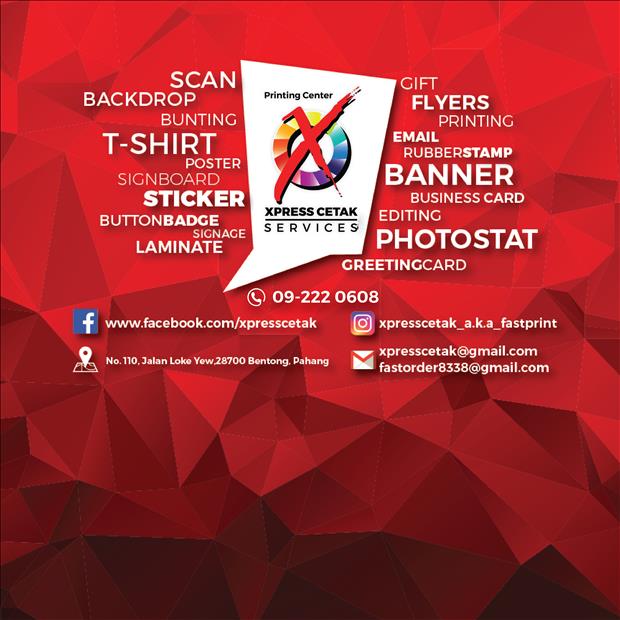 SCAN
BACKDROP
BUNTING
T-SHIRT
POSTER
SIGNBOARD
STICKER
BUTTONBADGE
SIGNAGE
LAMINATE
Printing Center
X
XPRESS CETAK
SERVICES
GIFT
FLYERS
PRINTING
EMAIL
RUBBERSTAMP
BANNER
BUSINESS CARD
EDITING
PHOTOSTAT
GREETINGCARD
09-222 0608
www.facebook.com/xpresscetak
xpresscetak_a.k.a_fastprint
No. 110, Jalan Loke Yew,28700 Bentong, Pahang
xpresscetak@gmail.com
fastorder8338@gmail.com